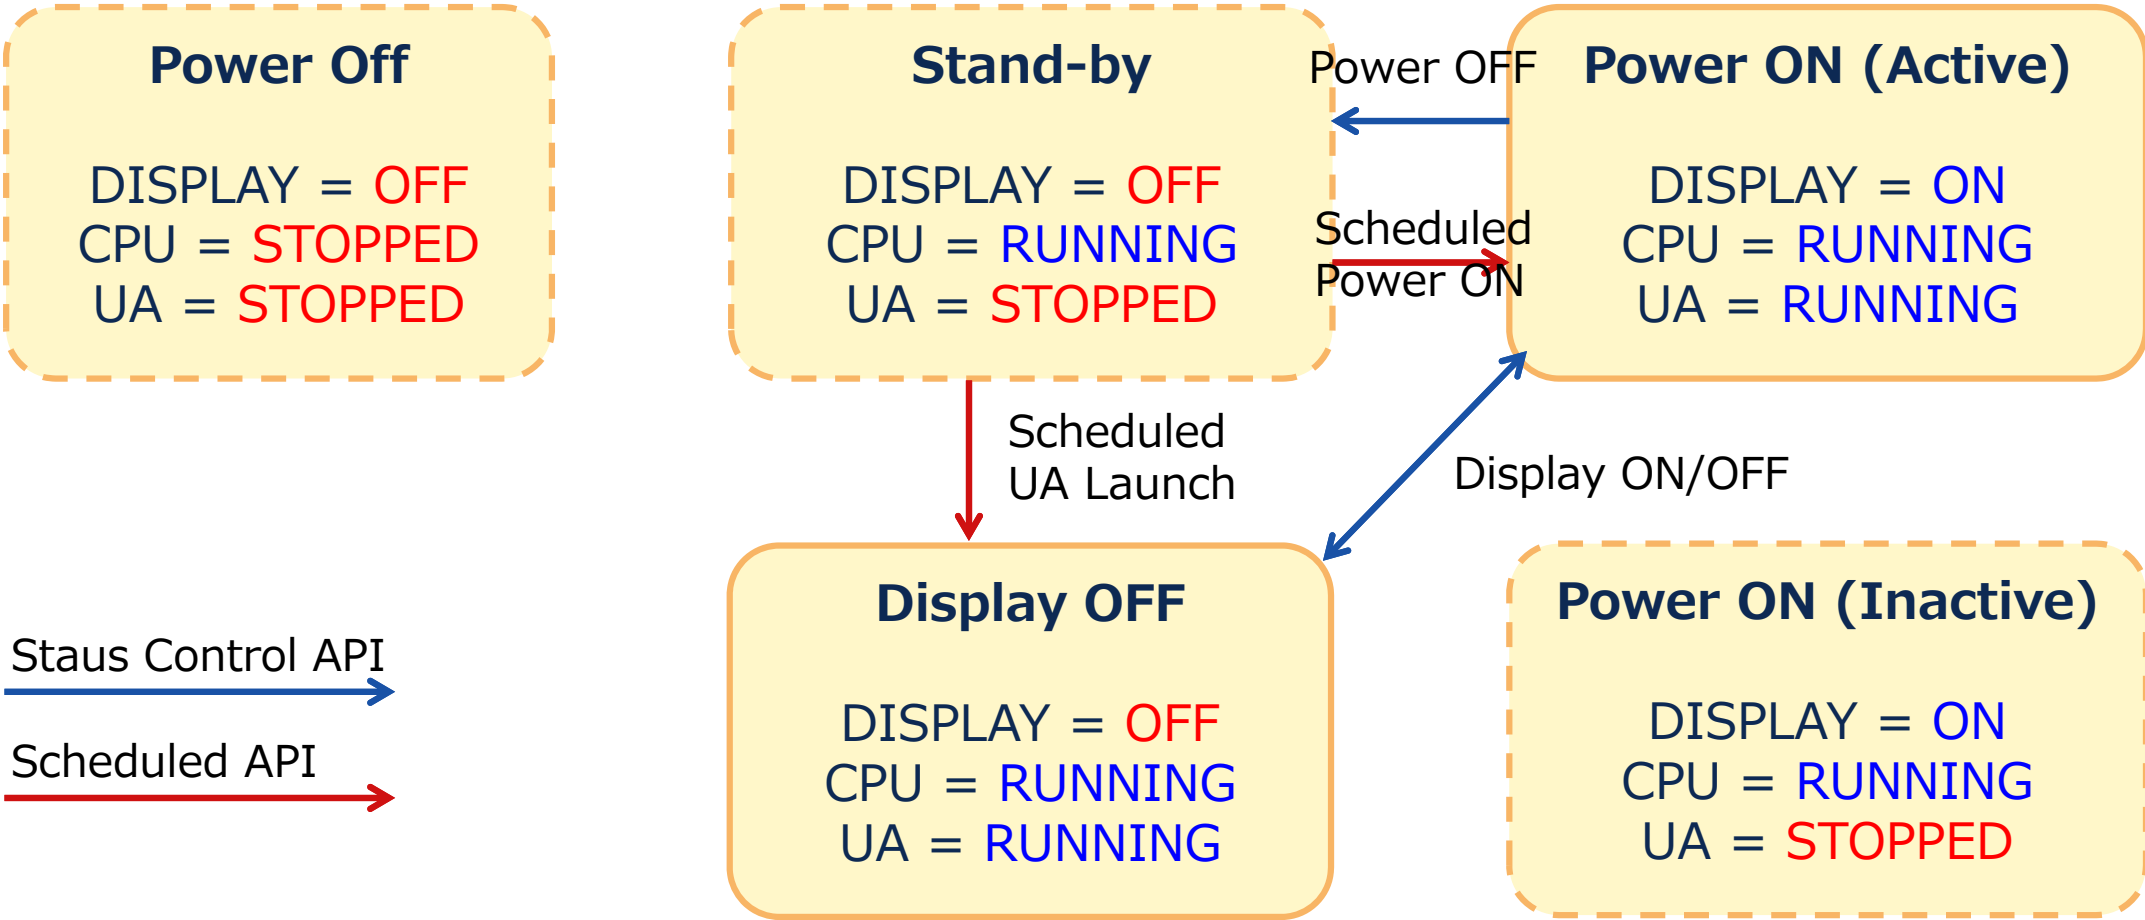 Power Off
DISPLAY = OFF
CPU = STOPPED
UA = STOPPED
Stand-by
DISPLAY = OFF
CPU = RUNNING
UA = STOPPED
Power OFF
Scheduled
Power ON
Power ON (Active)
DISPLAY = ON
CPU = RUNNING
UA = RUNNING
Scheduled
UA Launch
Display ON/OFF
Display OFF
DISPLAY = OFF
CPU = RUNNING
UA = RUNNING
Power ON (Inactive)
DISPLAY = ON
CPU = RUNNING
UA = STOPPED
Staus Control API
Scheduled API